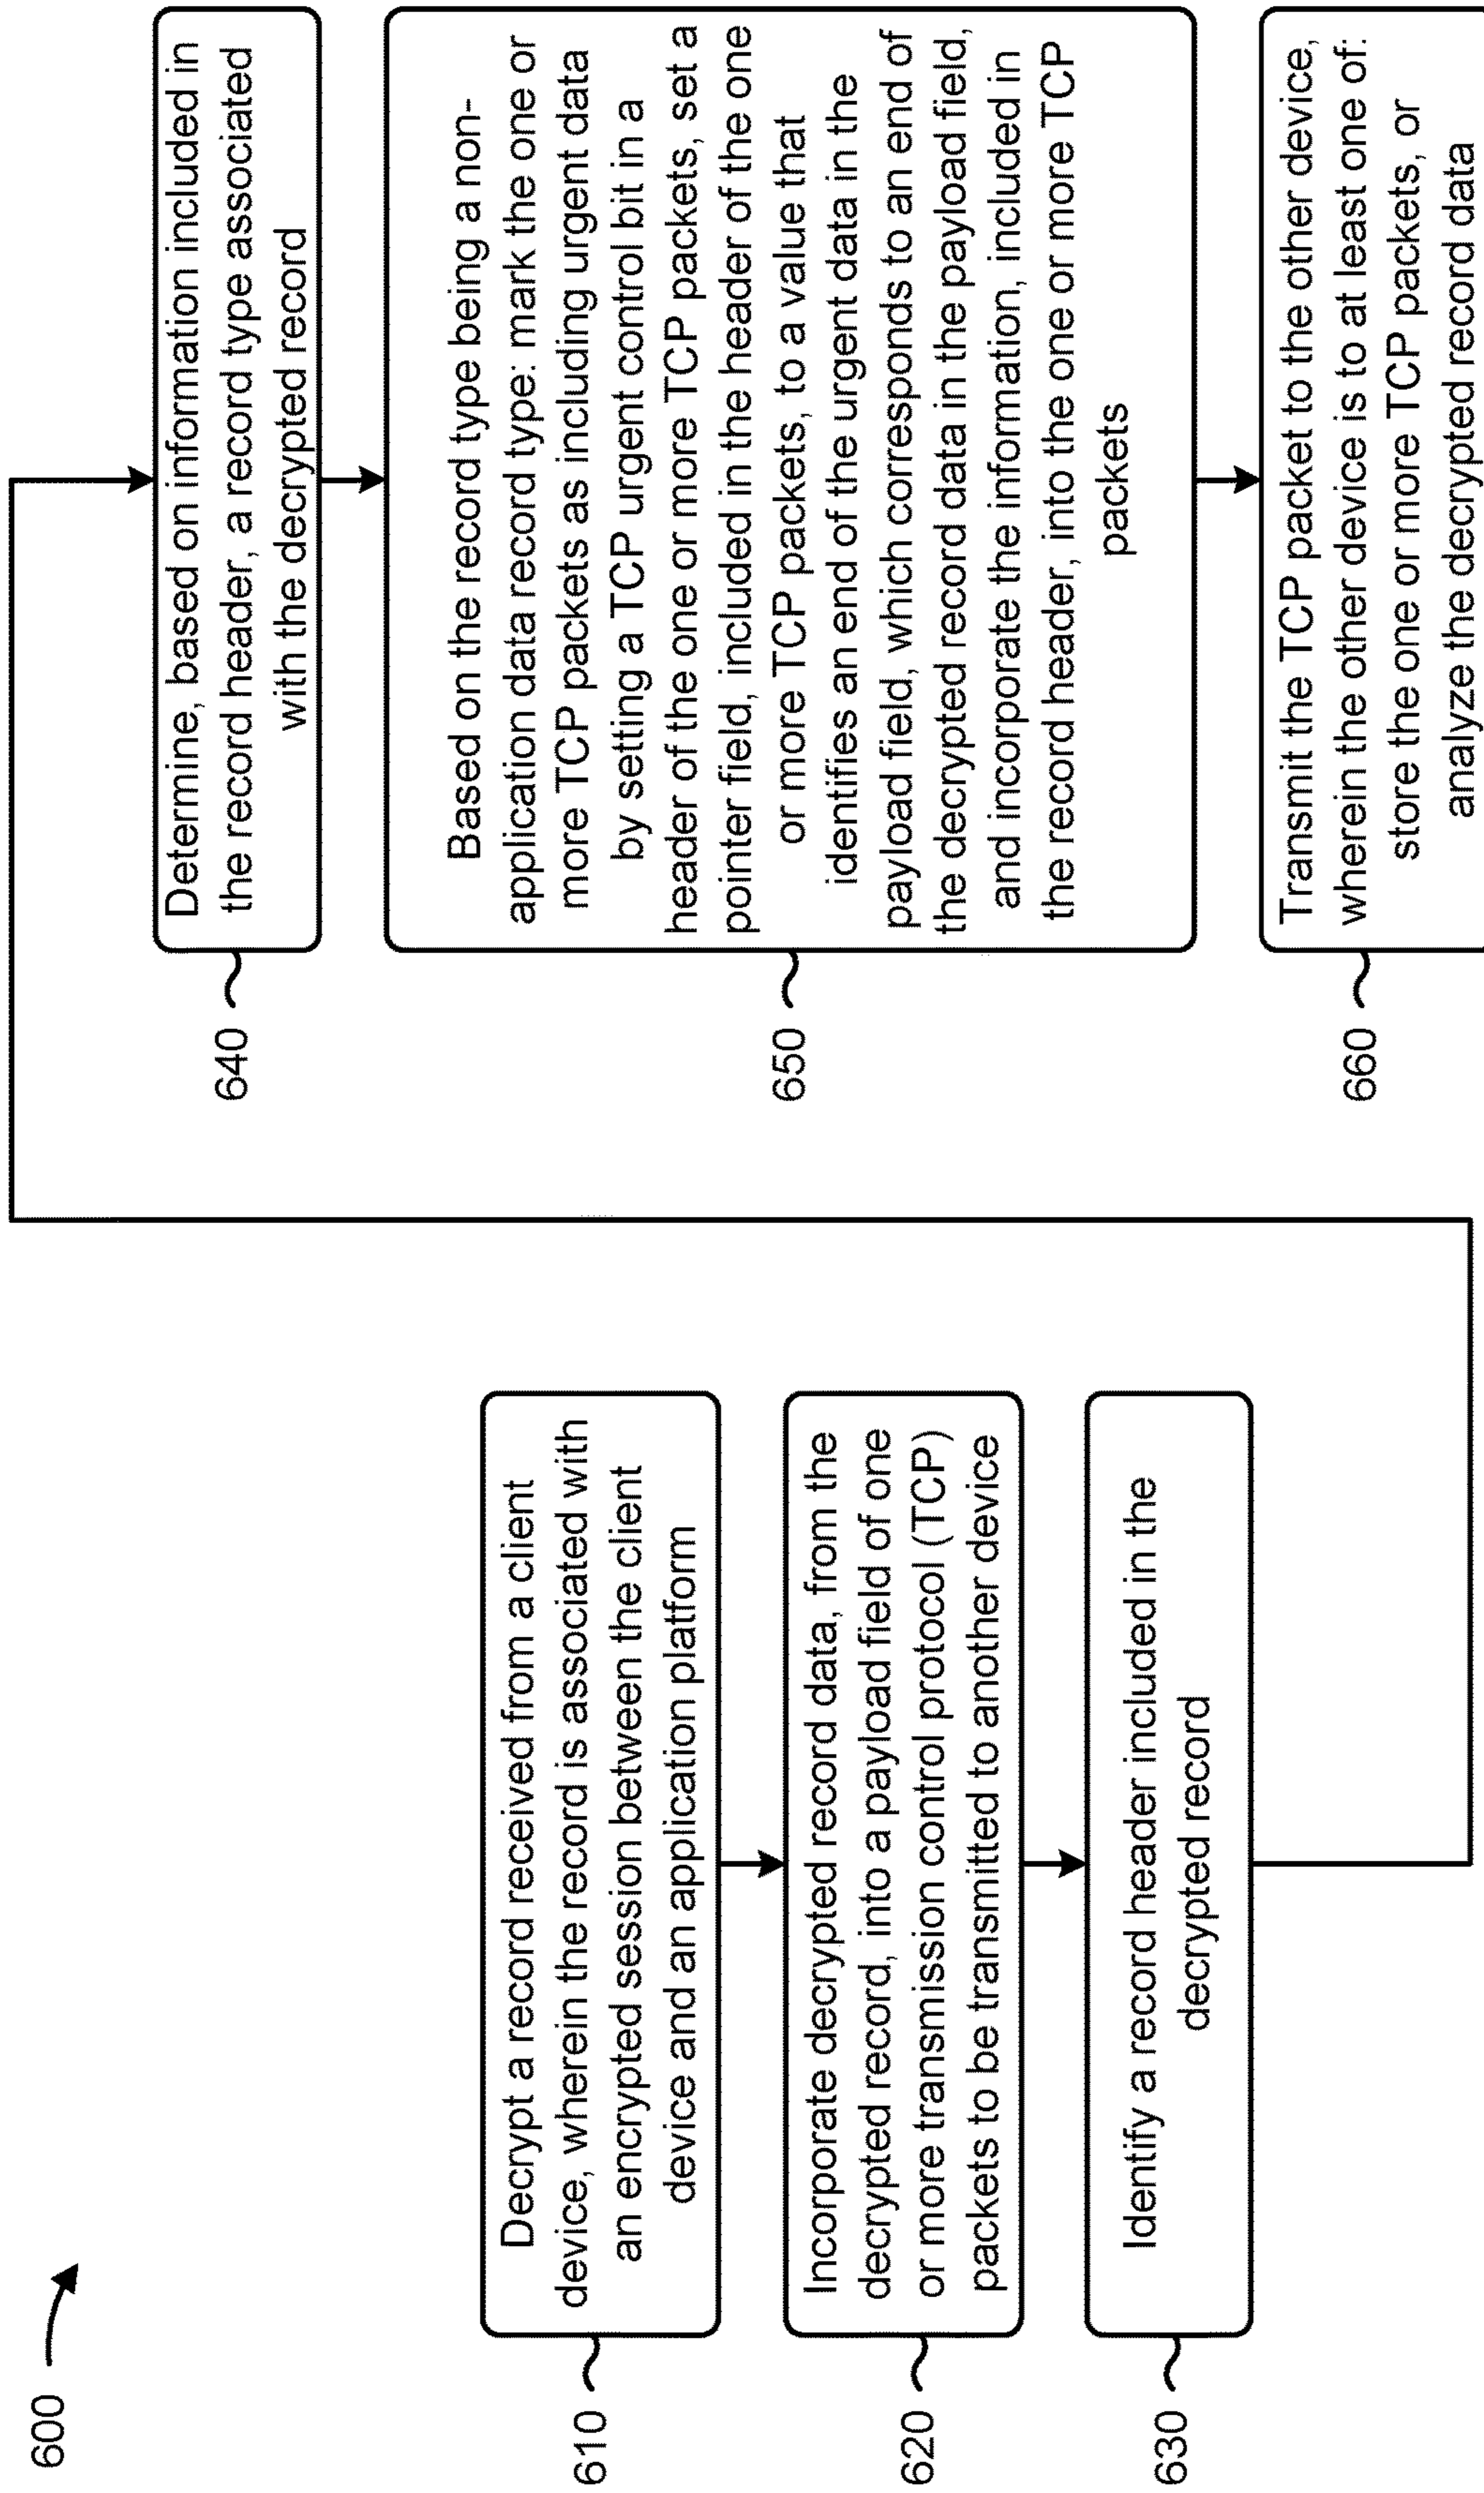 600
610
Decrypt a record received from a client
device, wherein the record is associated with
an encrypted session between the client
device and an application platform
620
Incorporate decrypted record data, from the
decrypted record, into a payload field of one
or more transmission control protocol (TCP)
packets to be transmitted to another device
630
Identify a record header included in the
decrypted record
640
Determine, based on information included in
the record header, a record type associated
with the decrypted record
650
Based on the record type being a non-
application data record type: mark the one or
more TCP packets as including urgent data
by setting a TCP urgent control bit in a
header of the one or more TCP packets, set a
pointer field, included in the header of the one
or more TCP packets, to a value that
identifies an end of the urgent data in the
payload field, which corresponds to an end of
the decrypted record data in the payload field,
and incorporate the information, included in
the record header, into the one or more TCP
packets
660
Transmit the TCP packet to the other device,
wherein the other device is to at least one of:
store the one or more TCP packets, or
analyze the decrypted record data